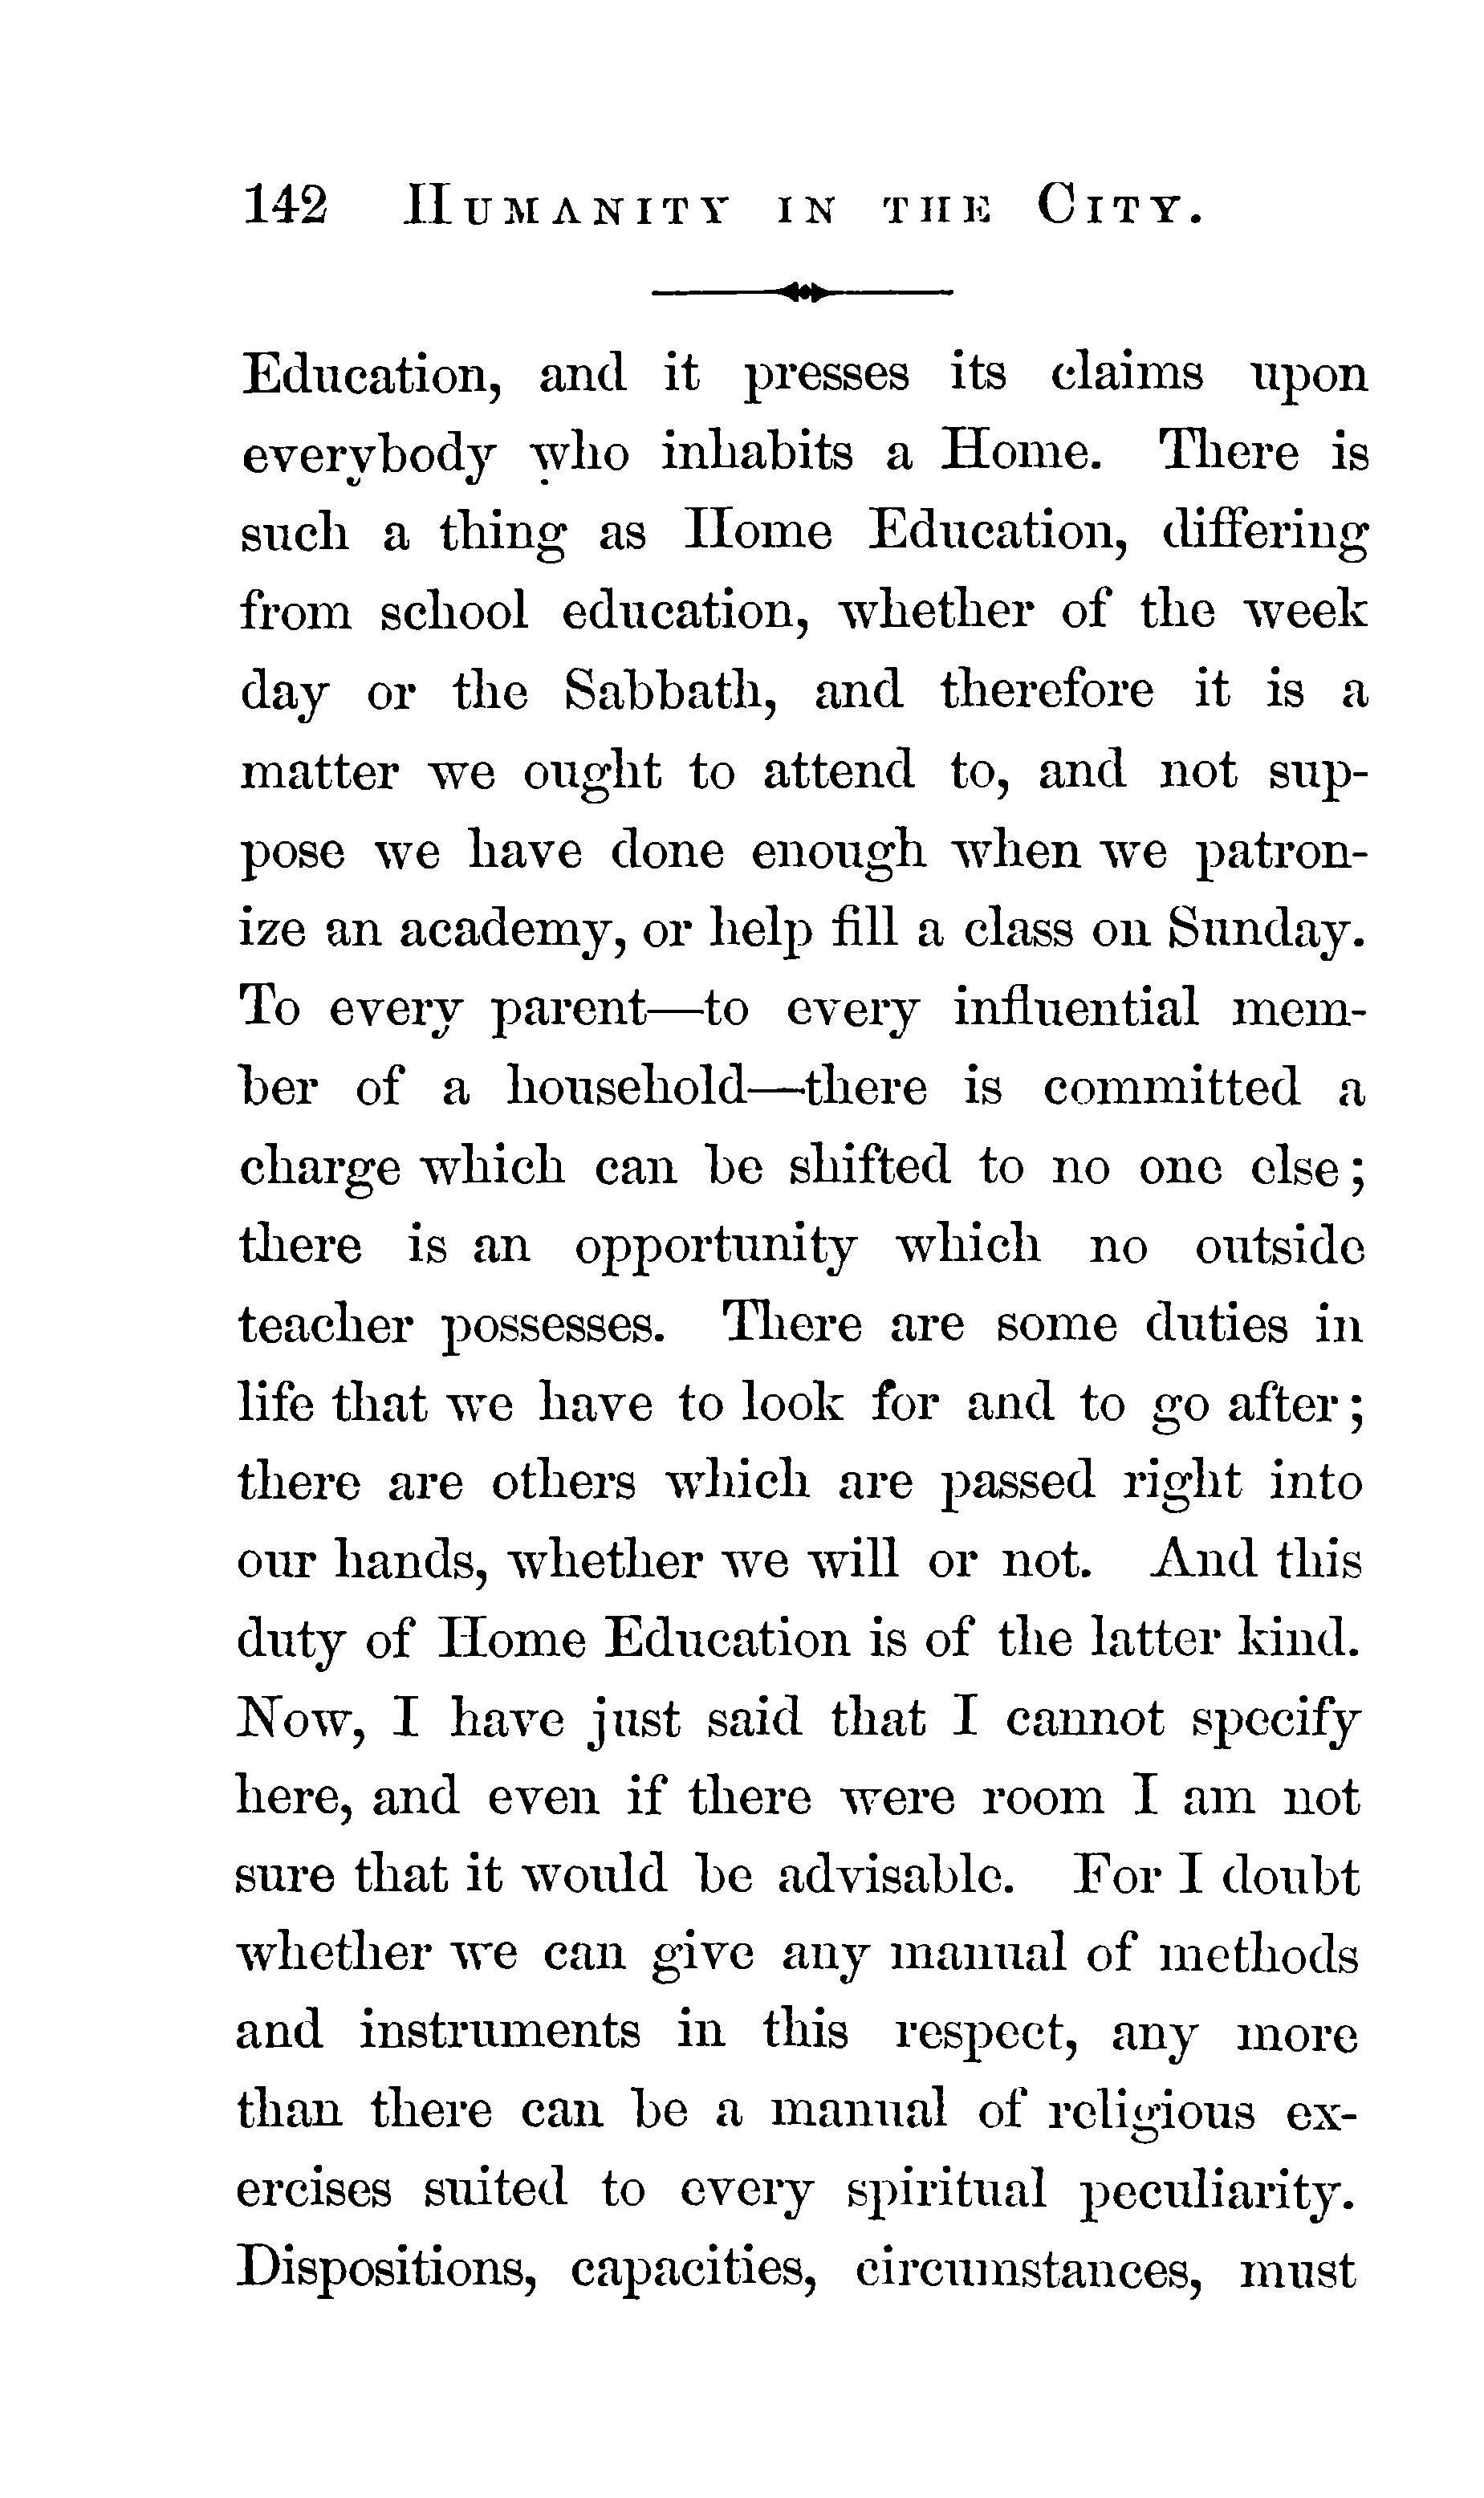 142 Humanity in the City.
Education, and it presses its claims upon
everybody who inhabits a Home. There is
such a thing as Home Education, differing
from school education, whether of the week
day or the Sabbath, and therefore it is a
matter we ought to attend to, and not sup-
pose we have done enough when we patron-
ize an academy, or help fill a class on Sunday.
To every parent—to every influential mem-
ber of a household—there is committed a
charge which can be shifted to no one else;
there is an opportunity which no outside
teacher possesses. There are some duties in
life that we have to look for and to go after;
there are others which are passed right into
our hands, whether we will or not. And this
duty of Home Education is of the latter kind.
Now, I have just said that I cannot specify
here, and even if there were room I am not
sure that it would be advisable. For I doubt
whether we can give any manual of methods
and instruments in this respect, any more
than there can be a manual of religious ex-
ercises suited to every spiritual peculiarity.
Dispositions, capacities, circumstances, must